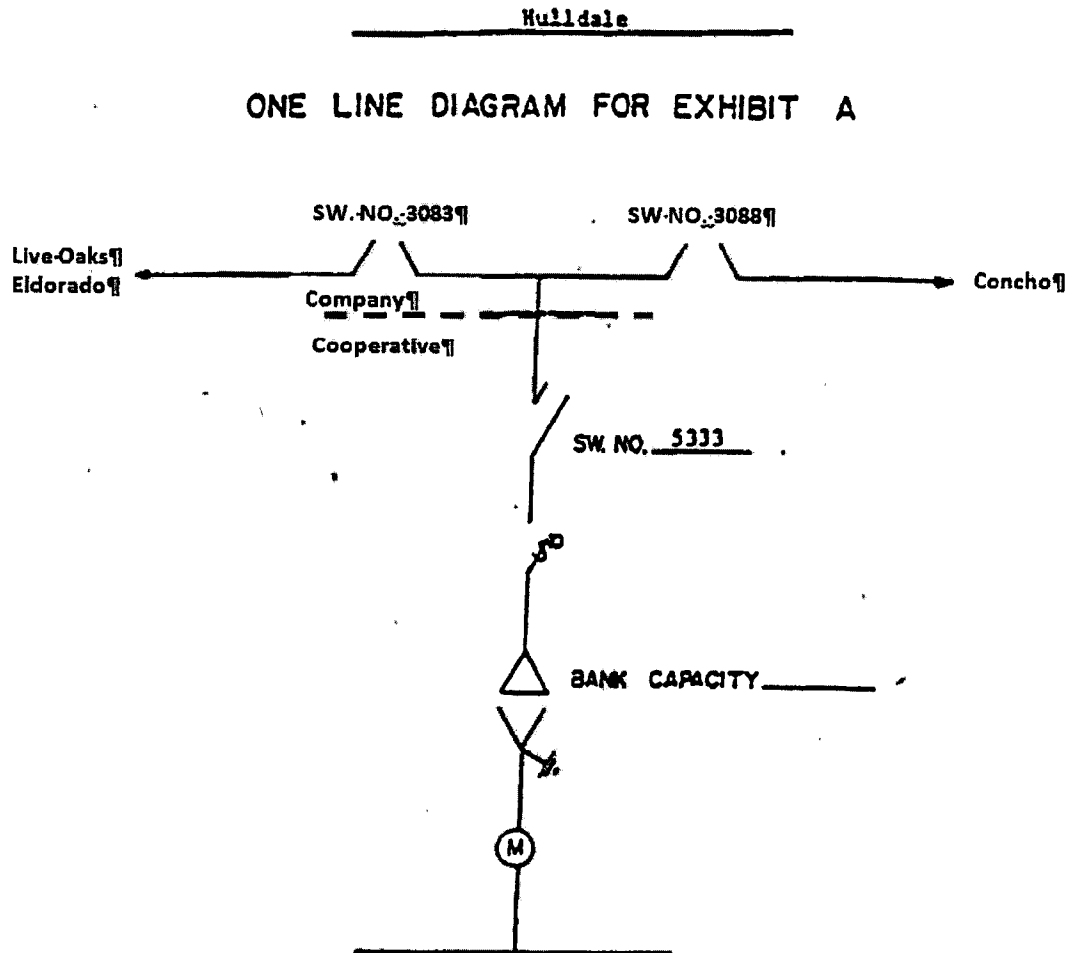 Hulldale
ONE LINE DIAGRAM FOR EXHIBIT A
SW.-NO.-3083¶
SW-NO.-3088¶
Live-Oaks¶
Eldorado¶
Concho¶
Company¶
Cooperative¶
SW. NO. 5333
BANK CAPACITY
M